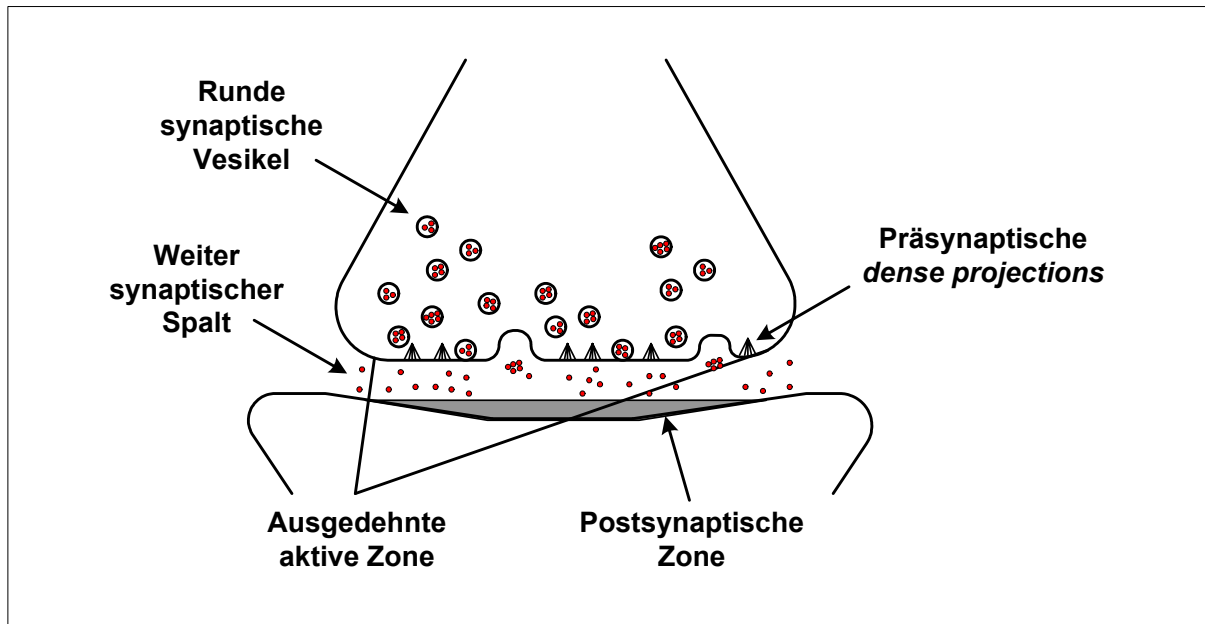 Runde
synaptische
Vesikel
Weiter
synaptischer
Spalt
Präsynaptische
dense projections
Ausgedehnte
aktive Zone
Postsynaptische
Zone